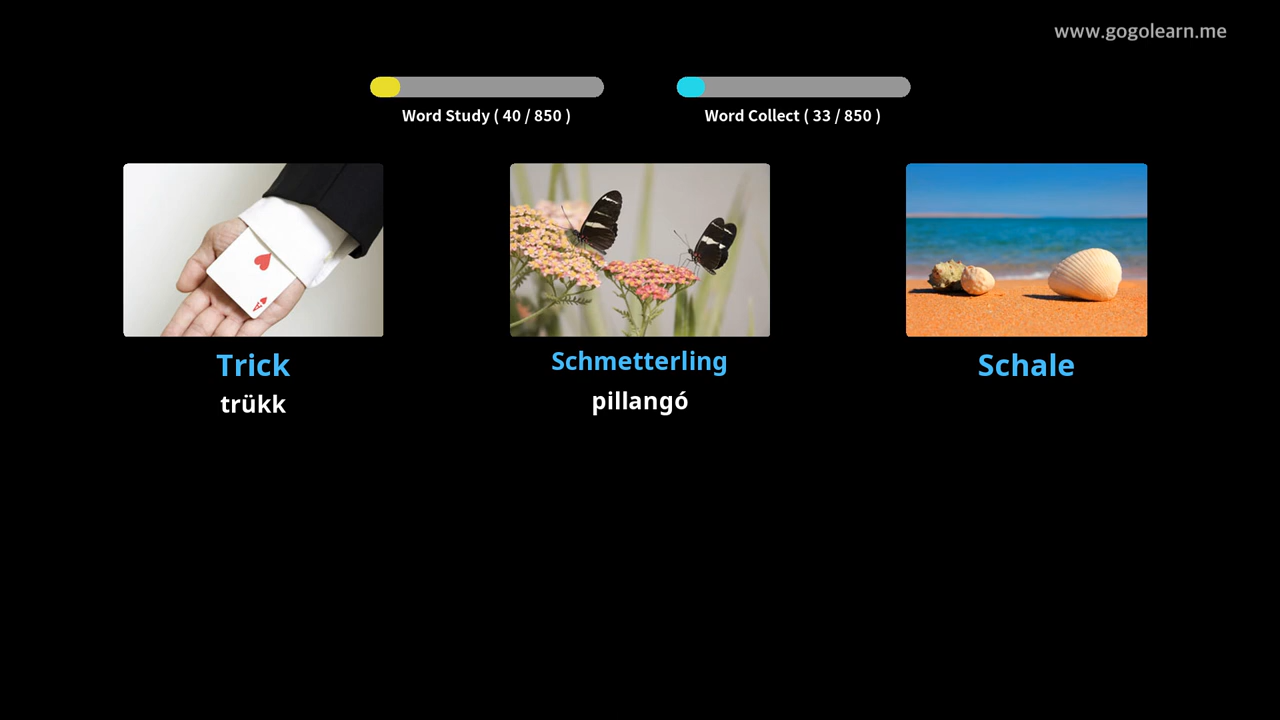 www.gogolearn.me
Word Study ( 40 / 850 )
Word Collect ( 33 / 850 )
Trick
trükk
Schmetterling
pillangó
Schale